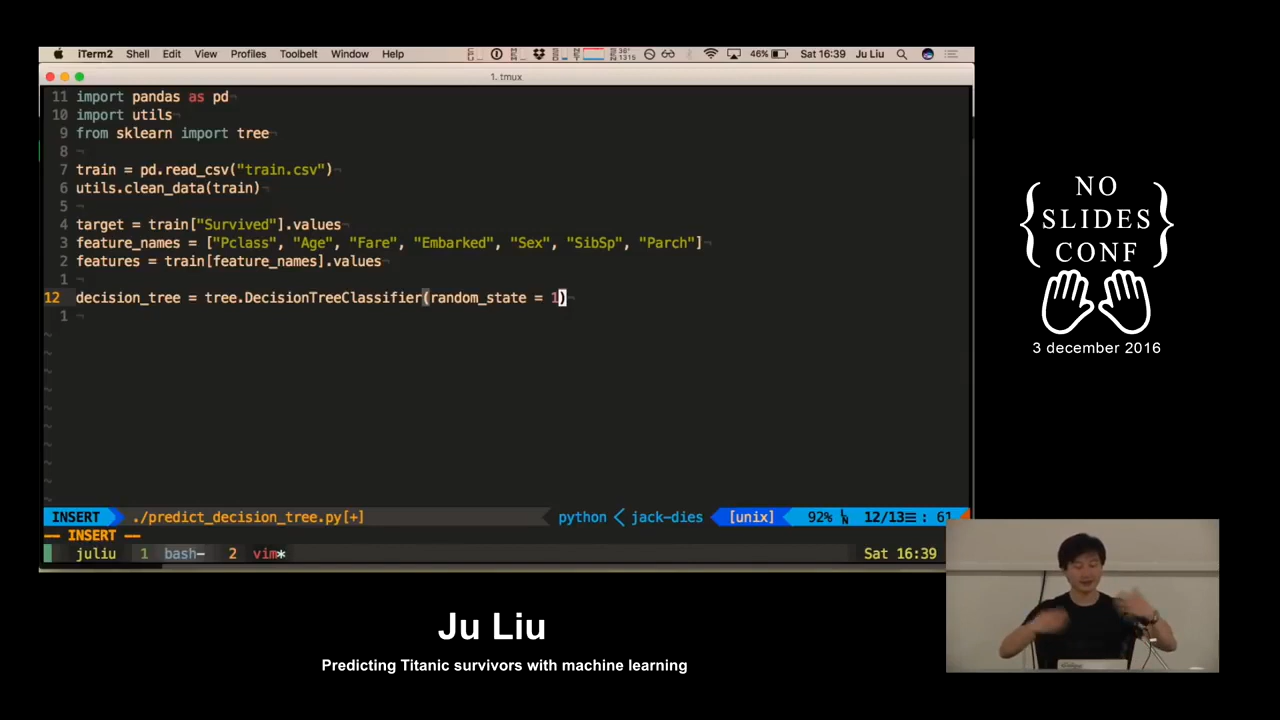 iTerm2 Shell Edit View Profiles Toolbelt Window Help 46% Sat 16:39 Ju Liu
1. tmux
11 import pandas as pd¬
10 import utils¬
9 from sklearn import tree¬
8 ¬
7 train = pd.read_csv("train.csv")¬
6 utils.clean_data(train)¬
5 ¬
4 target = train["Survived"].values¬
3 feature_names = ["Pclass", "Age", "Fare", "Embarked", "Sex", "SibSp", "Parch"]¬
2 features = train[feature_names].values¬
1 ¬
12 decision_tree = tree.DecisionTreeClassifier(random_state = 1)¬
1 ¬
~
~
~
~
~
~
~
~
~
INSERT ./predict_decision_tree.py[+] python < jack-dies [unix] 92% 12/13 : 61
-- INSERT --
juliu 1 bash- 2 vim* Sat 16:39
NO
SLIDES
CONF
3 december 2016
Ju Liu
Predicting Titanic survivors with machine learning